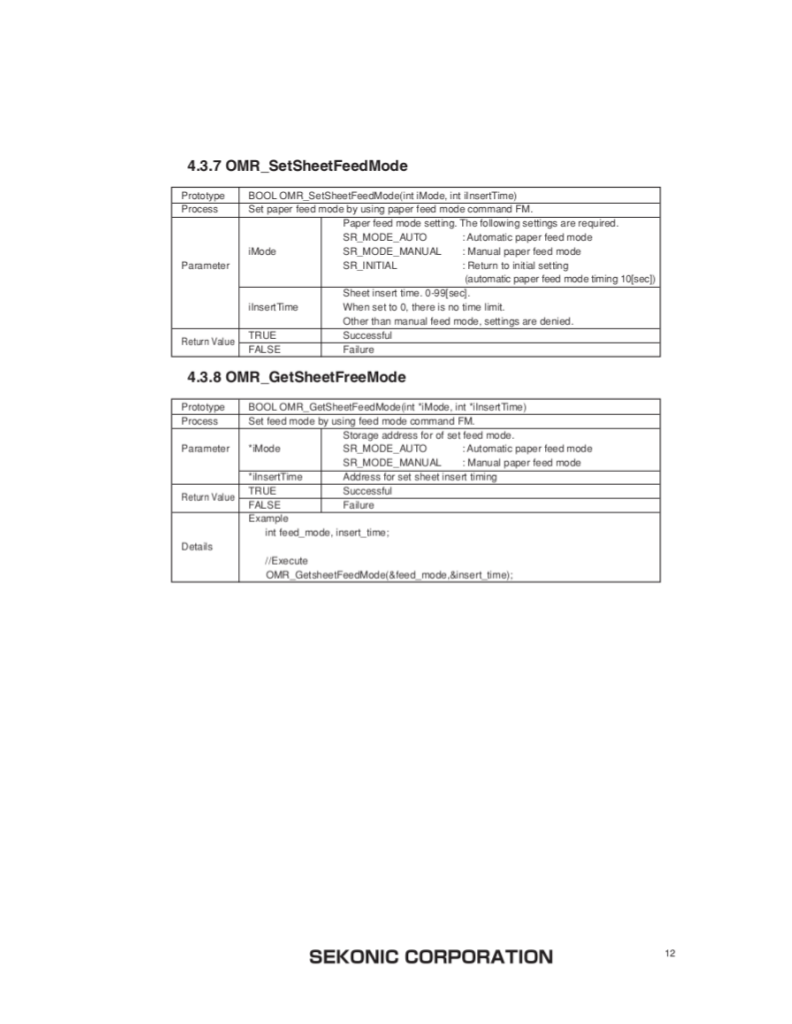 4.3.7 OMR_SetSheetFeedMode
Prototype BOOL OMR_SetSheetFeedMode(int iMode, int iInsertTime)
Process Set paper feed mode by using paper feed mode command FM.
Parameter iMode Paper feed mode setting. The following settings are required.
SR_MODE_AUTO : Automatic paper feed mode
SR_MODE_MANUAL : Manual paper feed mode
SR_INITIAL : Return to initial setting
(automatic paper feed mode timing 10[sec])
iInsertTime Sheet insert time. 0-99[sec].
When set to 0, there is no time limit.
Other than manual feed mode, settings are denied.
Return Value TRUE Successful
FALSE Failure
4.3.8 OMR_GetSheetFreeMode
Prototype BOOL OMR_GetSheetFeedMode(int *iMode, int *iInsertTime)
Process Set feed mode by using feed mode command FM.
Parameter *iMode Storage address for of set feed mode.
SR_MODE_AUTO : Automatic paper feed mode
SR_MODE_MANUAL : Manual paper feed mode
*iInsertTime Address for set sheet insert timing
Return Value TRUE Successful
FALSE Failure
Details Example
int feed_mode, insert_time;
//Execute
OMR_GetsheetFeedMode(&feed_mode,&insert_time);
SEKONIC CORPORATION 12